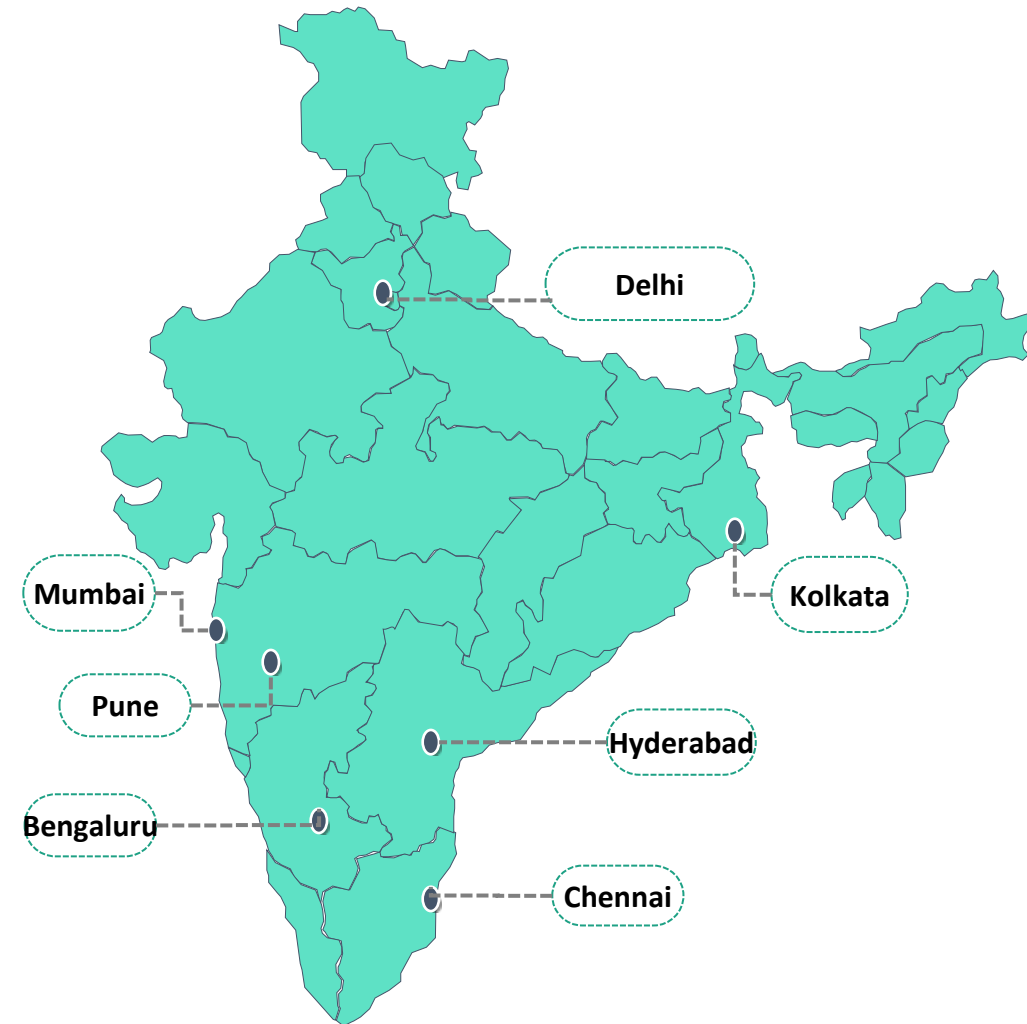 Delhi
Mumbai
Kolkata
Pune
Hyderabad
Bengaluru
Chennai